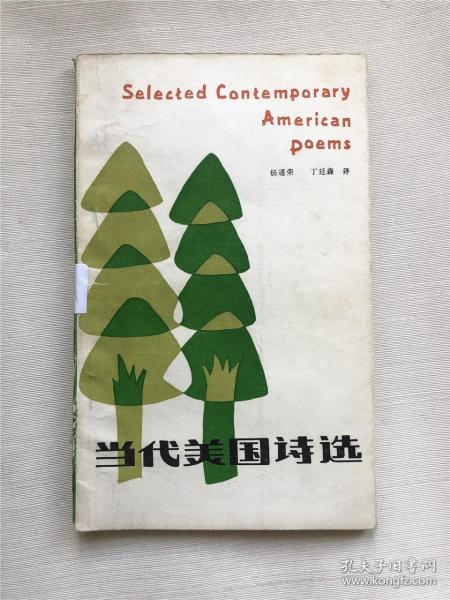 Selected Contemporary
American
poems
杨通荣 丁廷森 译
当代美国诗选
孔夫子旧书网
www.kongfz.com